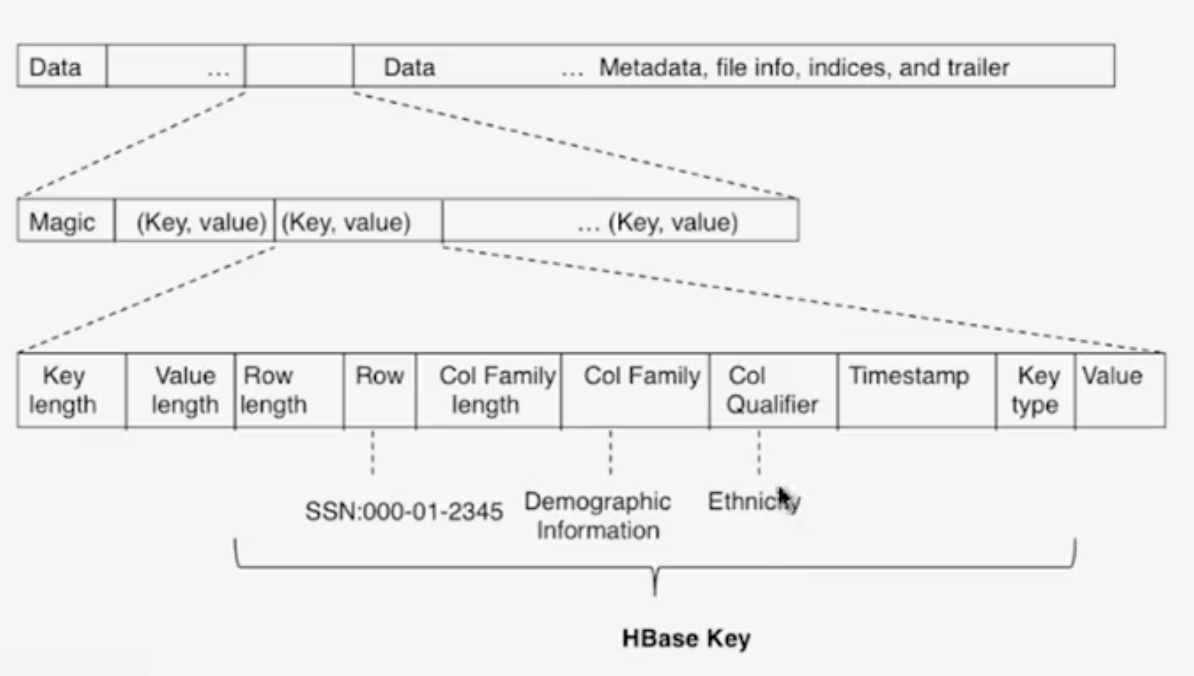 Data ... Data ... Metadata, file info, indices, and trailer
Magic (Key, value) (Key, value) ... (Key, value)
Key length
Value length
Row length
Row
Col Family length
Col Family
Col Qualifier
Timestamp
Key type
Value
SSN:000-01-2345
Demographic
Information
Ethnicity
HBase Key